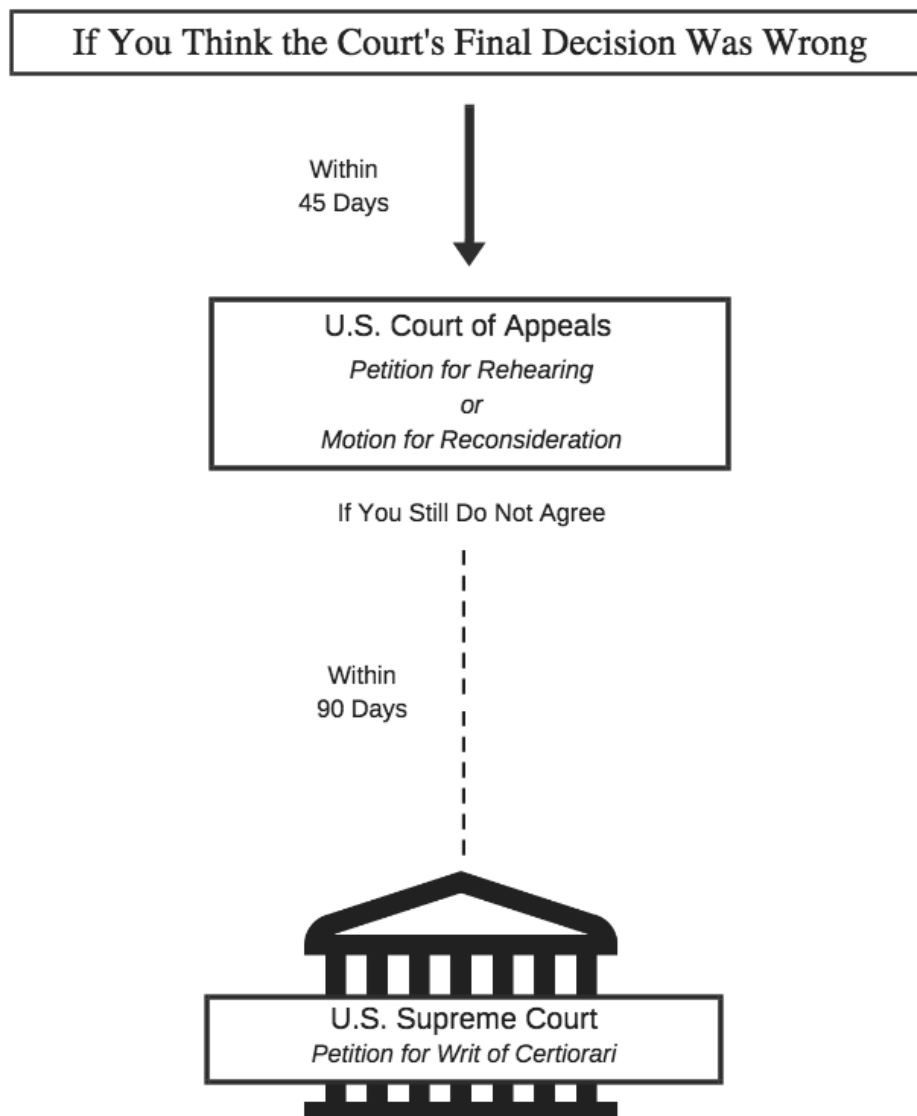 If You Think the Court's Final Decision Was Wrong
Within
45 Days
U.S. Court of Appeals
Petition for Rehearing
or
Motion for Reconsideration
If You Still Do Not Agree
Within
90 Days
U.S. Supreme Court
Petition for Writ of Certiorari